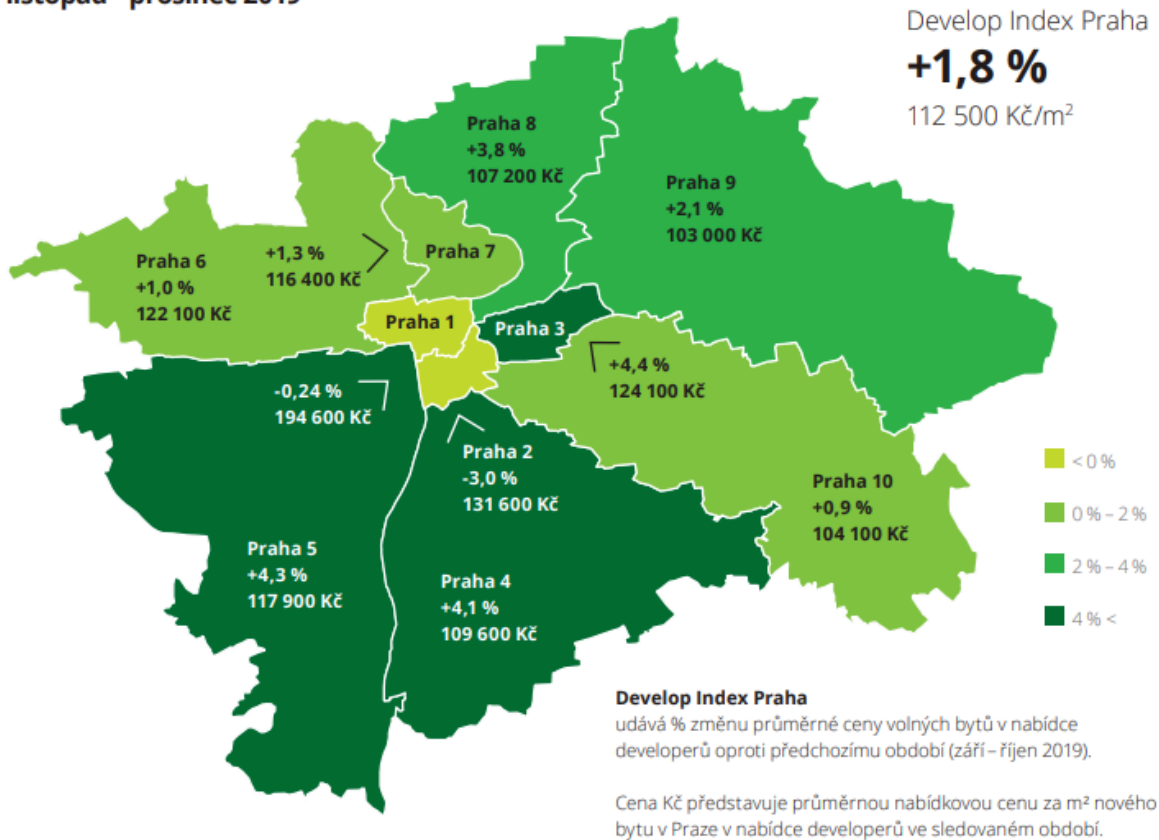 listopad - prosinec 2019
Develop Index Praha
+1,8 %
112 500 Kč/m²
Praha 8
+3,8 %
107 200 Kč
Praha 9
+2,1 %
103 000 Kč
Praha 6
+1,0 %
122 100 Kč
+1,3 %
116 400 Kč
Praha 7
Praha 1
Praha 3
-0,24 %
194 600 Kč
+4,4 %
124 100 Kč
Praha 2
-3,0 %
131 600 Kč
Praha 10
+0,9 %
104 100 Kč
Praha 5
+4,3 %
117 900 Kč
Praha 4
+4,1 %
109 600 Kč
< 0 %
0 % – 2 %
2 % – 4 %
4 % <
Develop Index Praha
udává % změnu průměrné ceny volných bytů v nabídce
developerů oproti předchozímu období (září – říjen 2019).
Cena Kč představuje průměrnou nabídkovou cenu za m² nového
bytu v Praze v nabídce developerů ve sledovaném období.